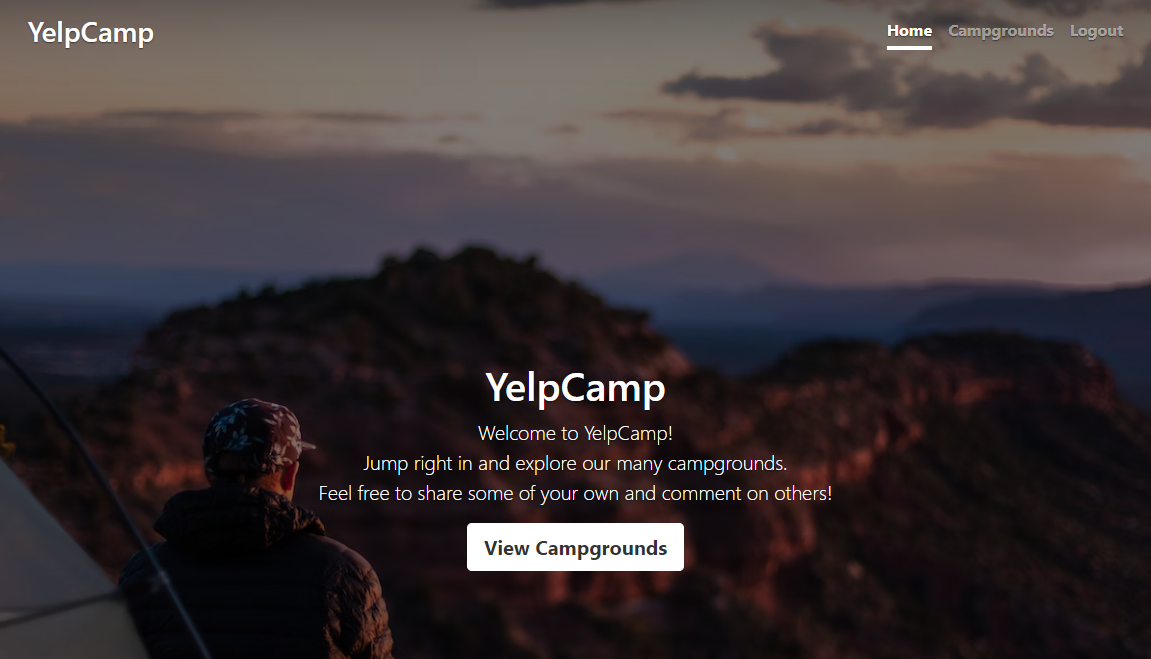 YelpCamp
Home Campgrounds Logout
YelpCamp
Welcome to YelpCamp!
Jump right in and explore our many campgrounds.
Feel free to share some of your own and comment on others!
View Campgrounds